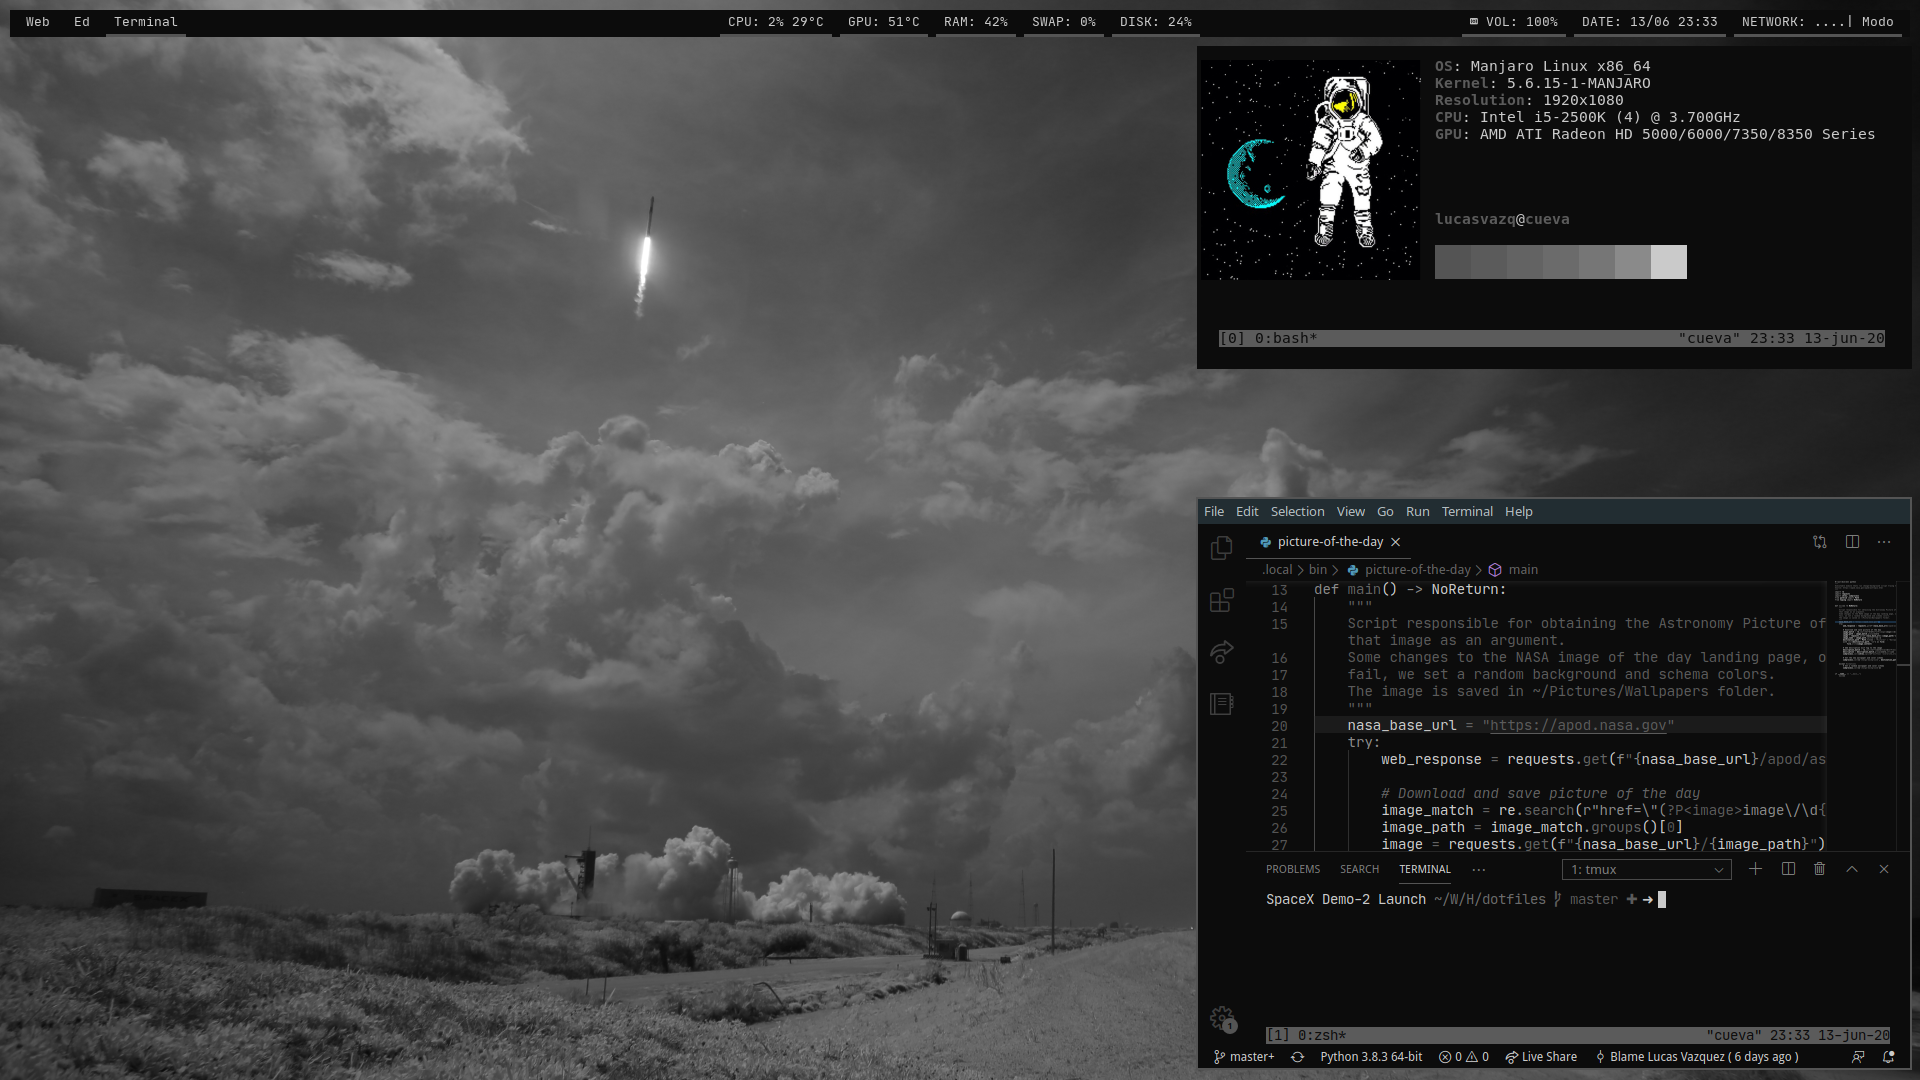 Web Ed Terminal CPU: 2% 29°C GPU: 51°C RAM: 42% SWAP: 0% DISK: 24% VOL: 100% DATE: 13/06 23:33 NETWORK: ....| Modo
OS: Manjaro Linux x86_64
Kernel: 5.6.15-1-MANJARO
Resolution: 1920x1080
CPU: Intel i5-2500K (4) @ 3.700GHz
GPU: AMD ATI Radeon HD 5000/6000/7350/8350 Series
lucasvazq@cueva
[0] 0:bash* "cueva" 23:33 13-jun-20
File Edit Selection View Go Run Terminal Help
picture-of-the-day
.local > bin > picture-of-the-day > main
13 def main() -> NoReturn:
14 """
15 Script responsible for obtaining the Astronomy Picture of
that image as an argument.
16 Some changes to the NASA image of the day landing page, o
17 fail, we set a random background and schema colors.
18 The image is saved in ~/Pictures/Wallpapers folder.
19 """
20 nasa_base_url = "https://apod.nasa.gov"
21 try:
22 web_response = requests.get(f"{nasa_base_url}/apod/as
23
24 # Download and save picture of the day
25 image_match = re.search(r"href=\"(?P<image>image\/\d{
26 image_path = image_match.groups()[0]
27 image = requests.get(f"{nasa_base_url}/{image_path}")
PROBLEMS SEARCH TERMINAL ··· 1: tmux
SpaceX Demo-2 Launch ~/W/H/dotfiles master ✚ ➜
1
[1] 0:zsh* "cueva" 23:33 13-jun-20
master+ Python 3.8.3 64-bit 0 0 Live Share Blame Lucas Vazquez ( 6 days ago )